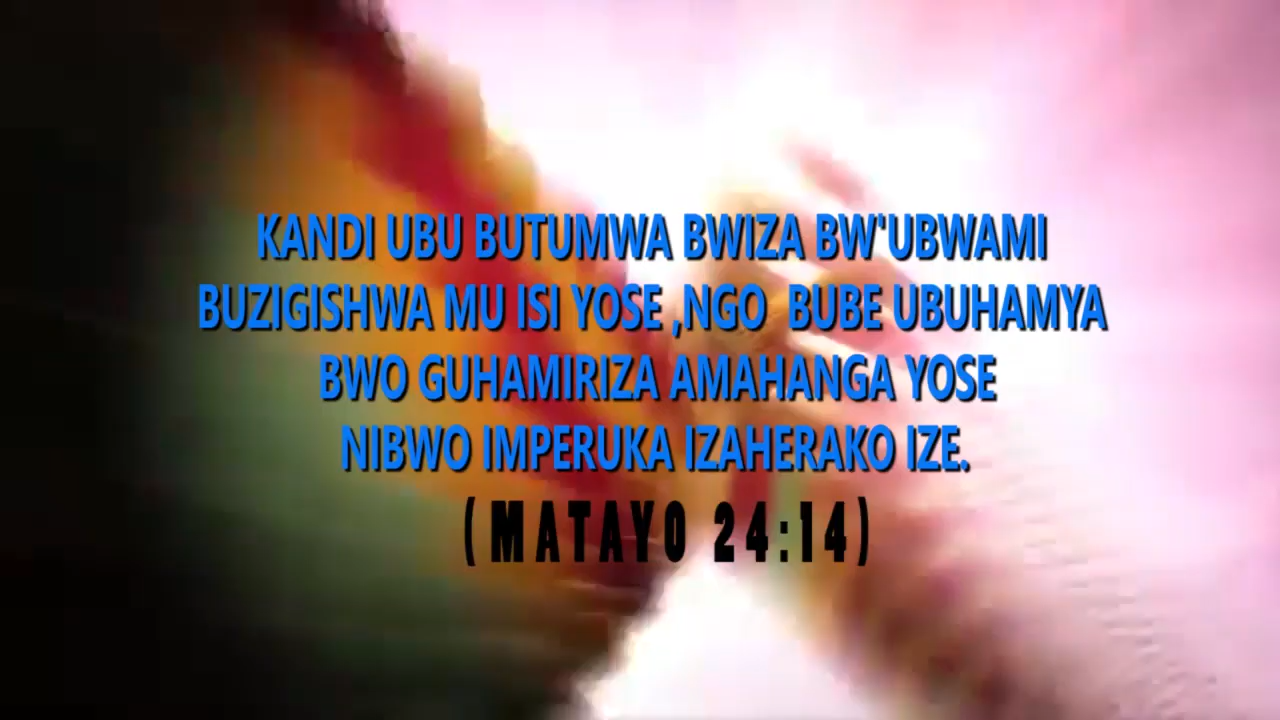 KANDI UBU BUTUMWA BWIZA BW'UBWAMI
BUZIGISHWA MU ISI YOSE ,NGO  BUBE UBUHAMYA
BWO GUHAMIRIZA AMAHANGA YOSE
NIBWO IMPERUKA IZAHERAKO IZE.
(MATAYO 24:14)